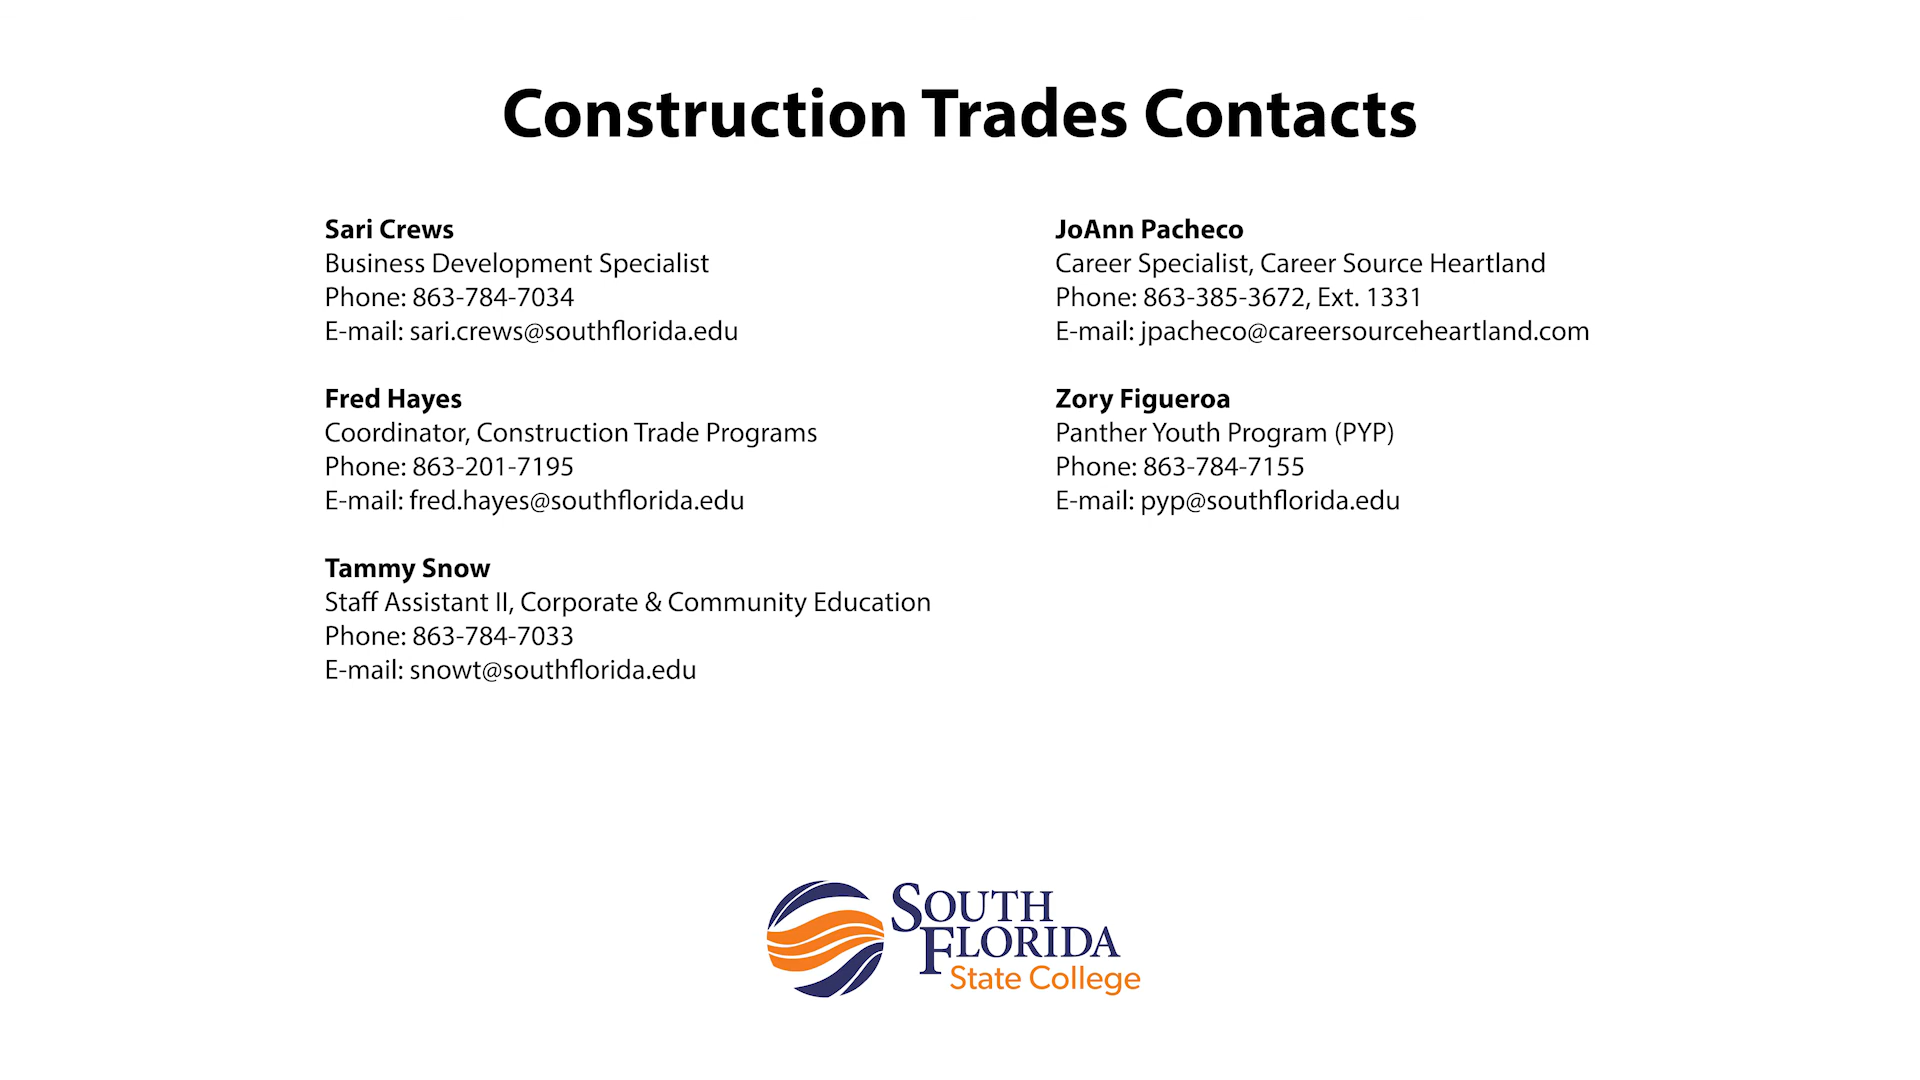 Construction Trades Contacts
Sari Crews
Business Development Specialist
Phone: 863-784-7034
E-mail: sari.crews@southflorida.edu
Fred Hayes
Coordinator, Construction Trade Programs
Phone: 863-201-7195
E-mail: fred.hayes@southflorida.edu
Tammy Snow
Staff Assistant II, Corporate & Community Education
Phone: 863-784-7033
E-mail: snowt@southflorida.edu
JoAnn Pacheco
Career Specialist, Career Source Heartland
Phone: 863-385-3672, Ext. 1331
E-mail: jpacheco@careersourceheartland.com
Zory Figueroa
Panther Youth Program (PYP)
Phone: 863-784-7155
E-mail: pyp@southflorida.edu
SOUTH
FLORIDA
State College